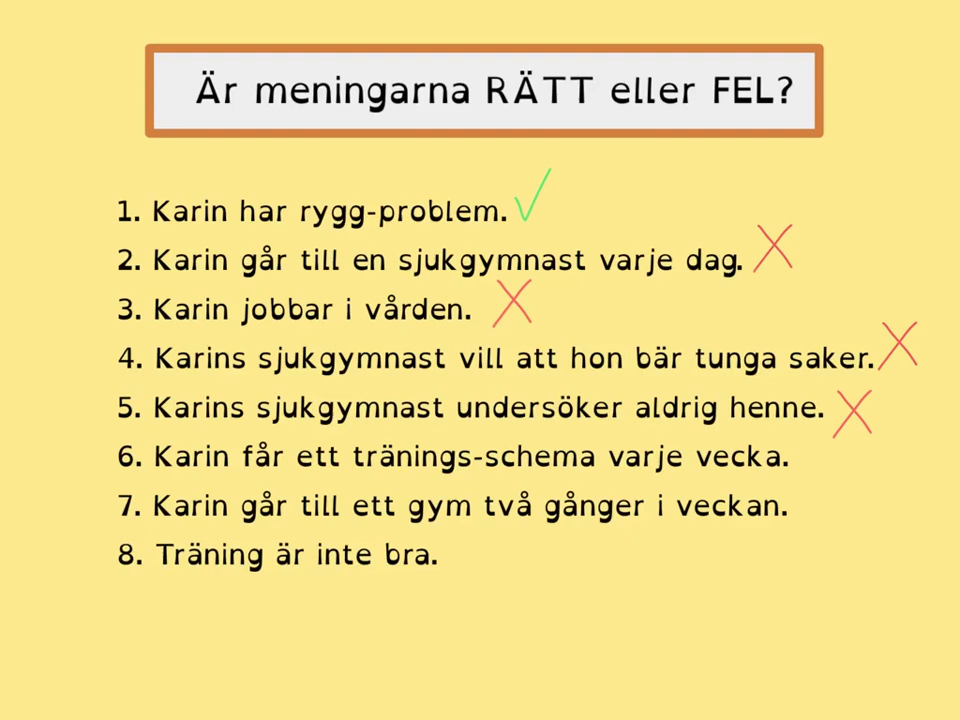 Är meningarna RÄTT eller FEL?
1. Karin har rygg-problem.
2. Karin går till en sjukgymnast varje dag.
3. Karin jobbar i vården.
4. Karins sjukgymnast vill att hon bär tunga saker.
5. Karins sjukgymnast undersöker aldrig henne.
6. Karin får ett tränings-schema varje vecka.
7. Karin går till ett gym två gånger i veckan.
8. Träning är inte bra.